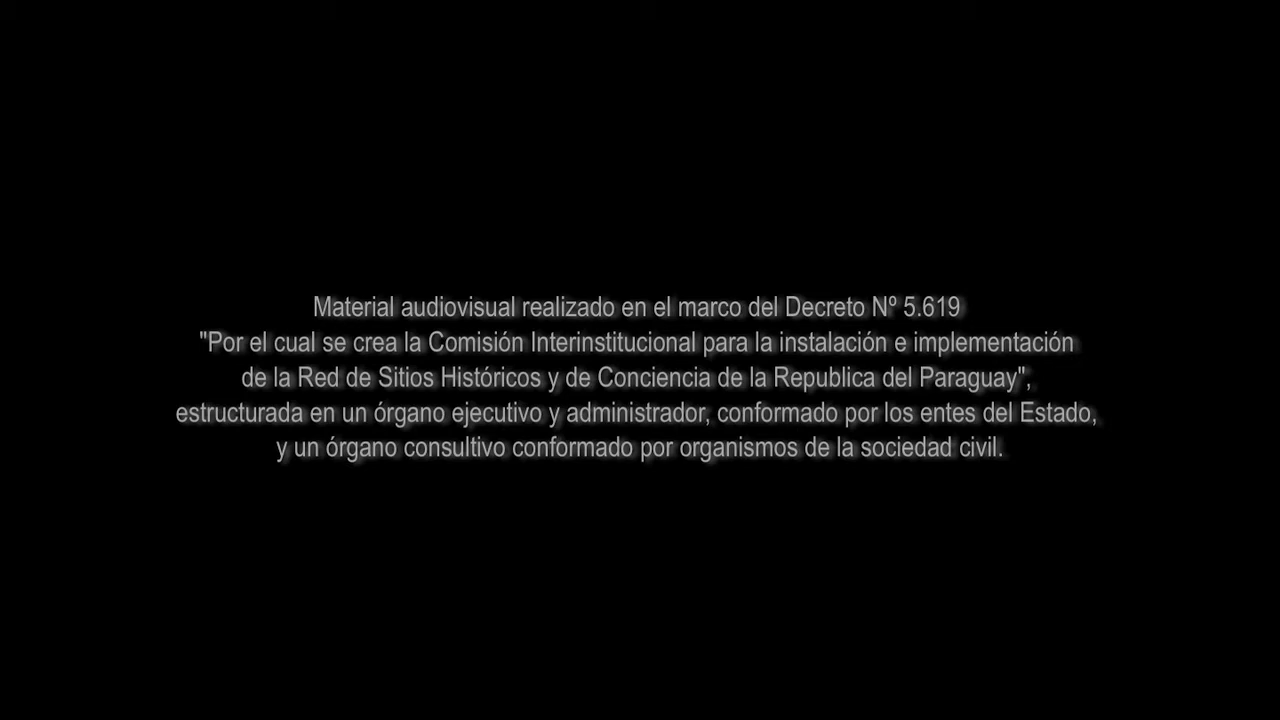 Material audiovisual realizado en el marco del Decreto Nº 5.619
"Por el cual se crea la Comisión Interinstitucional para la instalación e implementación
de la Red de Sitios Históricos y de Conciencia de la Republica del Paraguay",
estructurada en un órgano ejecutivo y administrador, conformado por los entes del Estado,
y un órgano consultivo conformado por organismos de la sociedad civil.